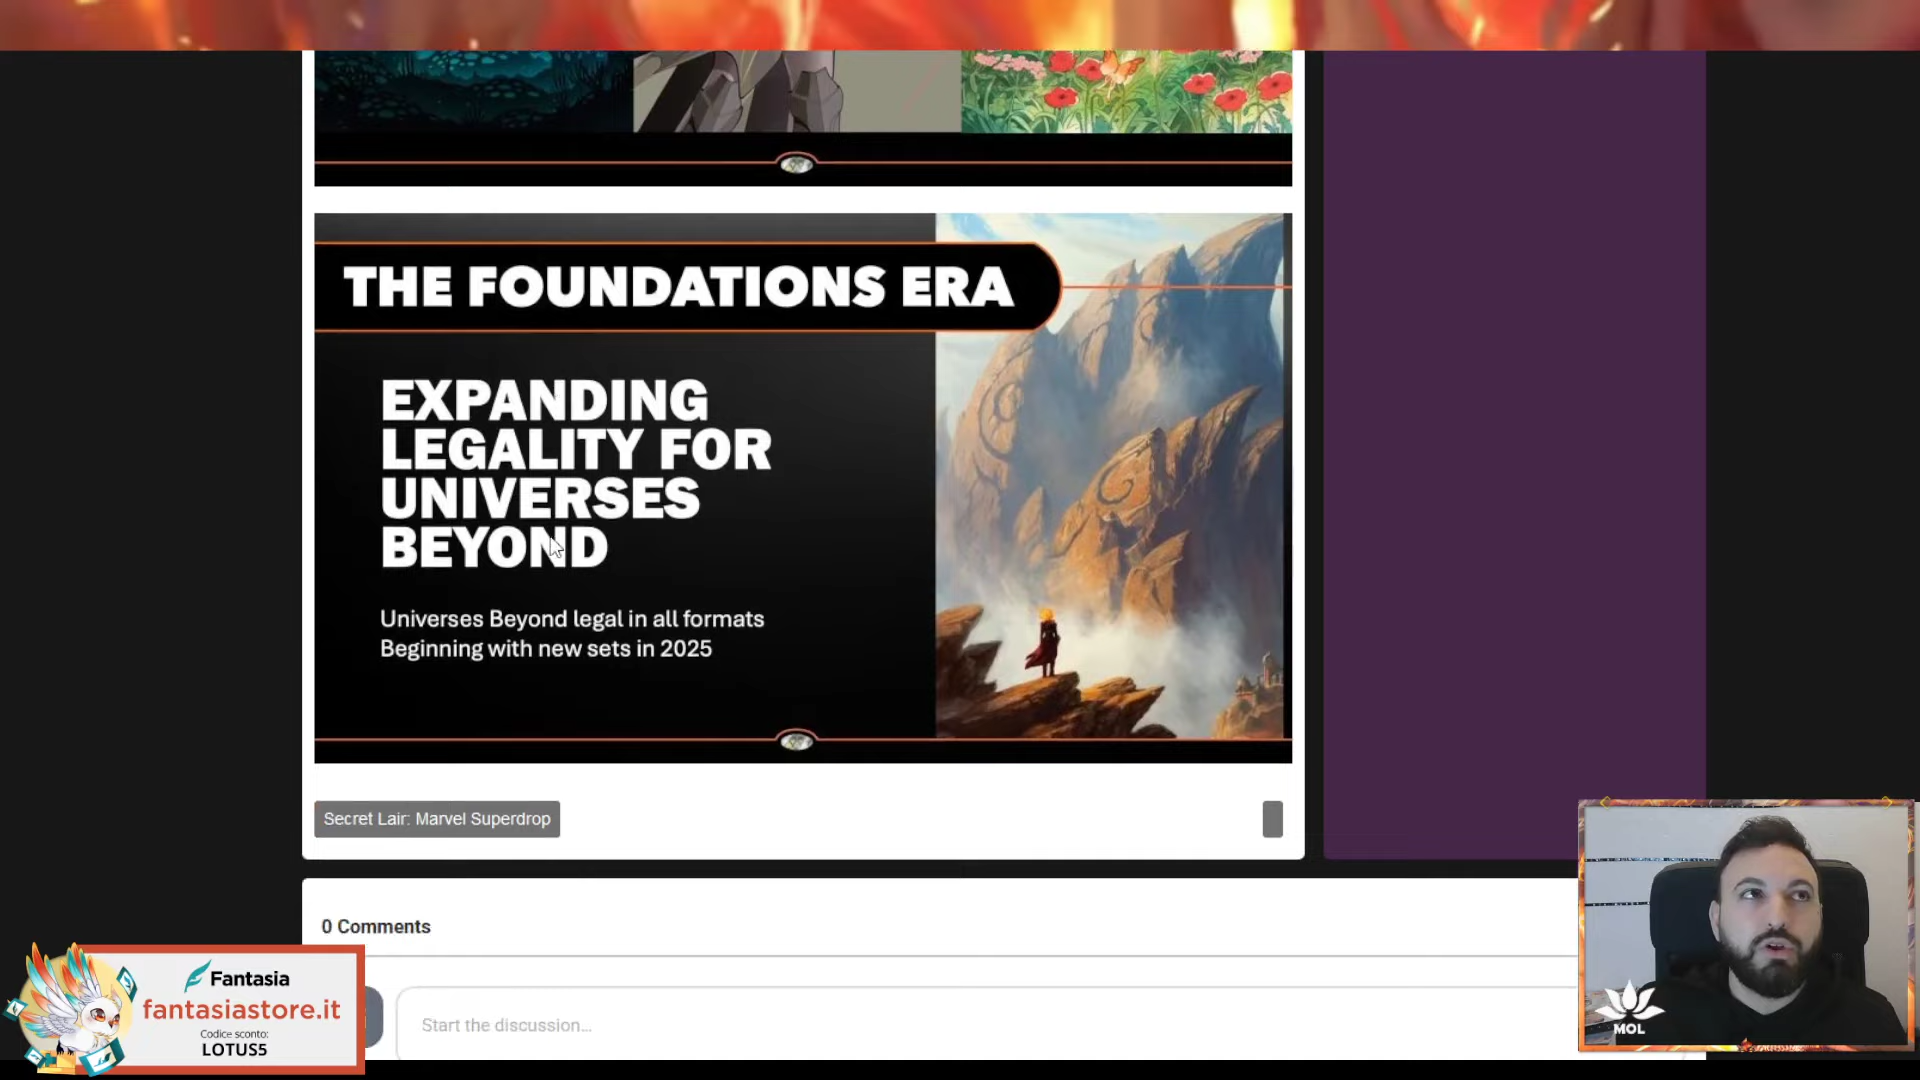 THE FOUNDATIONS ERA
EXPANDING
LEGALITY FOR
UNIVERSES
BEYOND
Universes Beyond legal in all formats
Beginning with new sets in 2025
Secret Lair: Marvel Superdrop
0 Comments
Start the discussion...
Fantasia
fantasiastore.it
Codice sconto:
LOTUS5
MOL